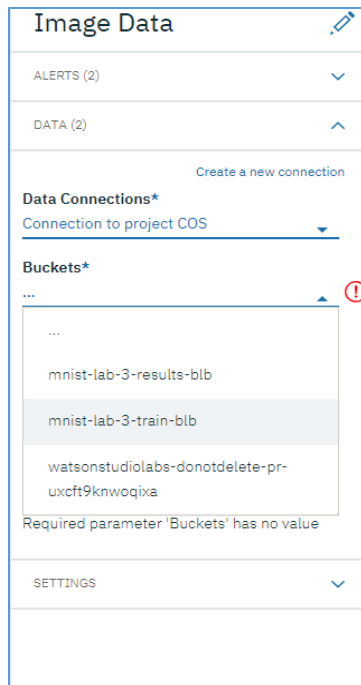 Image Data
ALERTS (2)
DATA (2)
Create a new connection
Data Connections*
Connection to project COS
Buckets*
...
...
mnist-lab-3-results-blb
mnist-lab-3-train-blb
watsonstudiolabs-donotdelete-pr-
uxcft9knwoqixa
Required parameter 'Buckets' has no value
SETTINGS